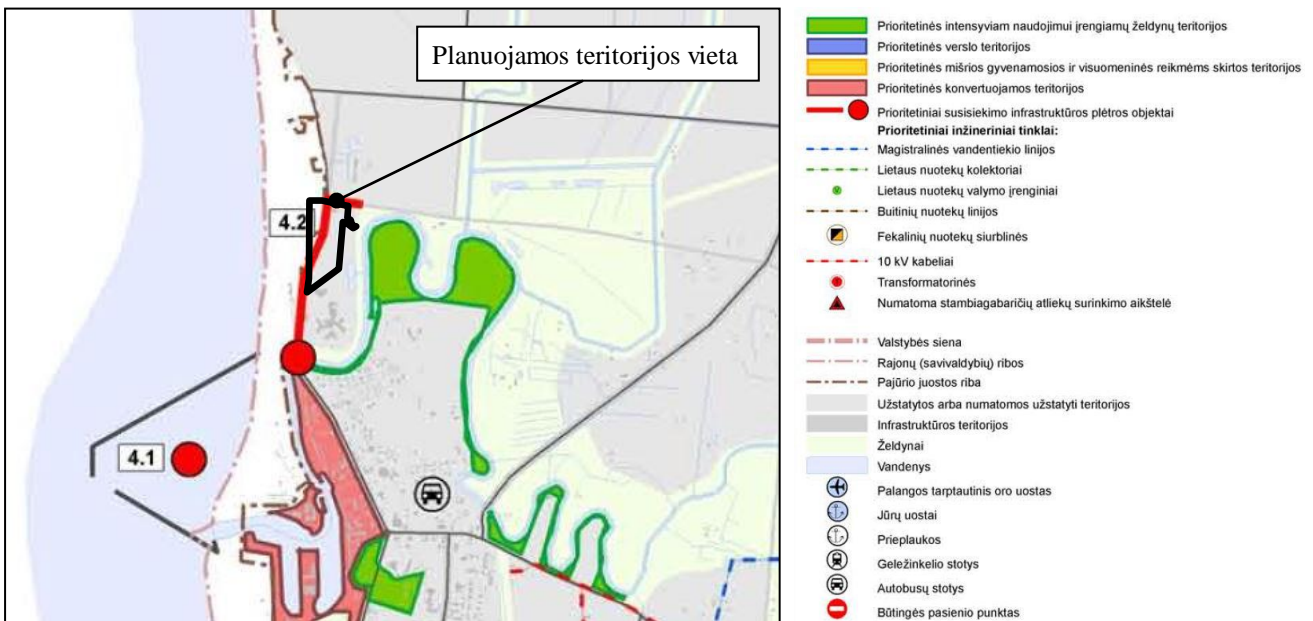 Planuojamos teritorijos vieta
4.2
4.1
Prioritetinės intensyviam naudojimui įrengiamų želdynų teritorijos
Prioritetinės verslo teritorijos
Prioritetinės mišrios gyvenamosios ir visuomeninė reikmėms skirtos teritorijos
Prioritetinės konvertuojamos teritorijos
Prioritetiniai susisiekimo infrastruktūros plėtros objektai
Prioritetiniai inžineriniai tinklai:
Magistralinės vandentiekio linijos
Lietaus nuotekų kolektoriai
Lietaus nuotekų valymo įrenginiai
Buitinių nuotekų linijos
Fekalinių nuotekų siurblinės
10 kV kabeliai
Transformatorinės
Numatoma stambiagabaričių atliekų surinkimo aikštelė
Valstybės siena
Rajonų (savivaldybių) ribos
Pajūrio juostos riba
Užstatytos arba numatomos užstatyti teritorijos
Infrastruktūros teritorijos
Želdynai
Vandenys
Palangos tarptautinis oro uostas
Jūrų uostai
Prieplaukos
Geležinkelio stotys
Autobusų stotys
Būtingės pasienio punktas